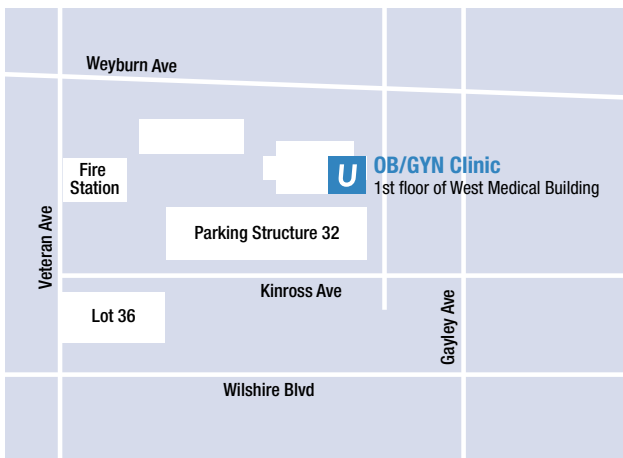 Weyburn Ave
Fire
Station
U
OB/GYN Clinic
1st floor of West Medical Building
Parking Structure 32
Veteran Ave
Kinross Ave
Lot 36
Gayley Ave
Wilshire Blvd